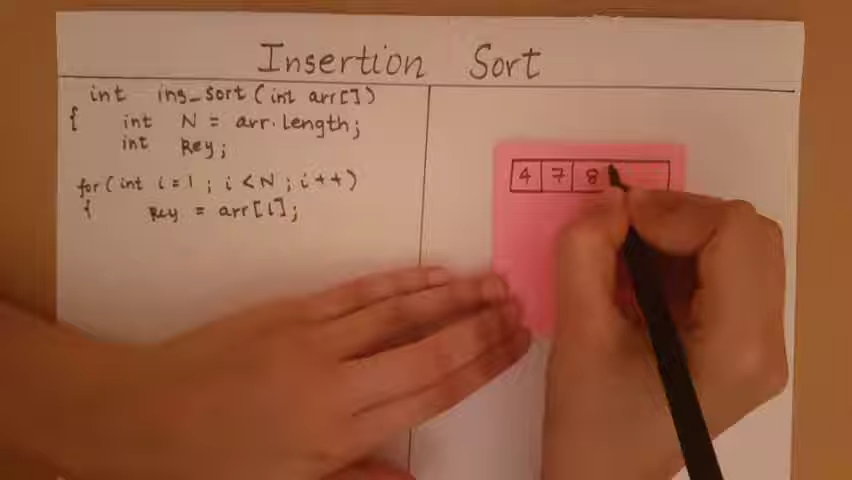 Insertion Sort
int ins_sort(int arr[])
{ int N = arr.length;
int key;
for(int i=1; i<N; i++)
{ key = arr[i];
4 7 8